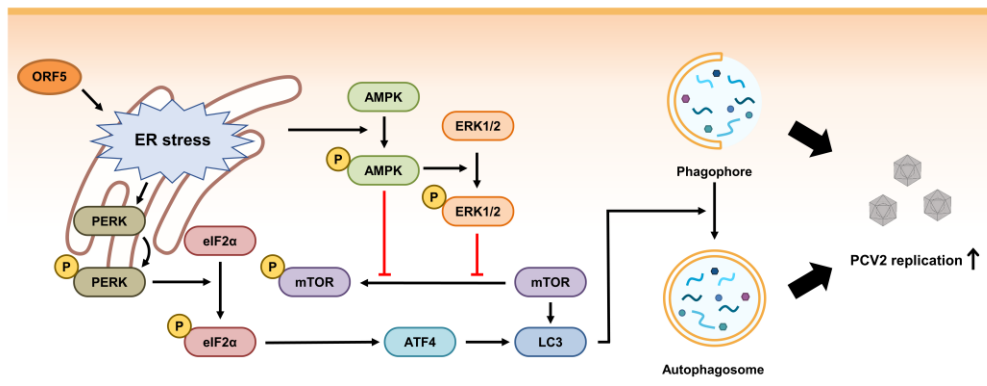 ORF5
ER stress
AMPK
ERK1/2
P
AMPK
P
ERK1/2
PERK
P
PERK
eIF2α
P
eIF2α
P
mTOR
mTOR
ATF4
LC3
Phagophore
Autophagosome
PCV2 replication ↑